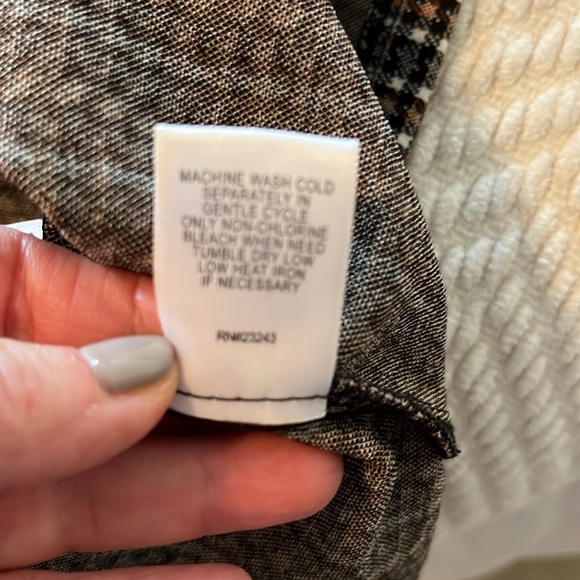 MACHINE WASH COLD
SEPARATELY IN
GENTLE CYCLE
ONLY NON-CHLORINE
BLEACH WHEN NEED
TUMBLE DRY LOW
LOW HEAT IRON
IF NECESSARY
RN#23243